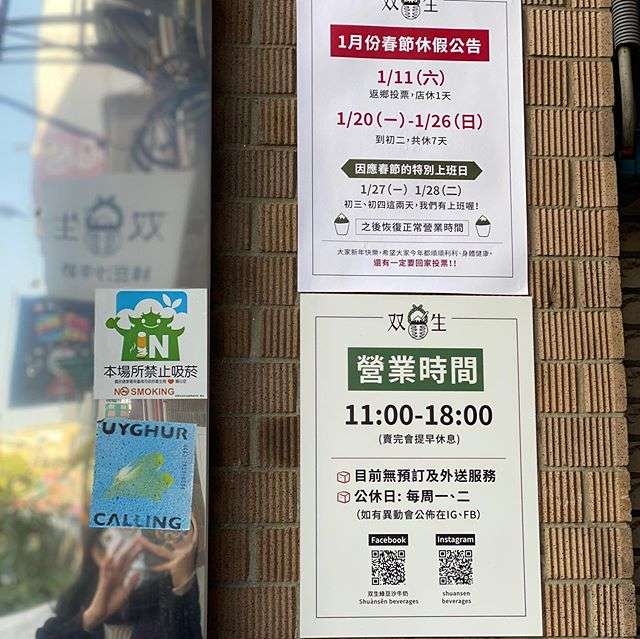 双生
1月份春節休假公告
1/11(六)
返鄉投票,店休1天
1/20(一)-1/26(日)
到初二,共休7天
因應春節的特別上班日
1/27(一) 1/28(二)
初三、初四這兩天,我們有上班喔!
之後恢復正常營業時間
大家新年快樂,希望大家今年都順順利利、身體健康。
還有一定要回家投票!!
双生
營業時間
11:00-18:00
(賣完會提早休息)
目前無預訂及外送服務
公休日: 每周一、二
(如有異動會公佈在IG、FB)
Facebook
Instagram
双生綠豆沙牛奶
Shuànsēn beverages
shuansen
beverages
本場所禁止吸菸
NO SMOKING
UYGHUR
CALLING